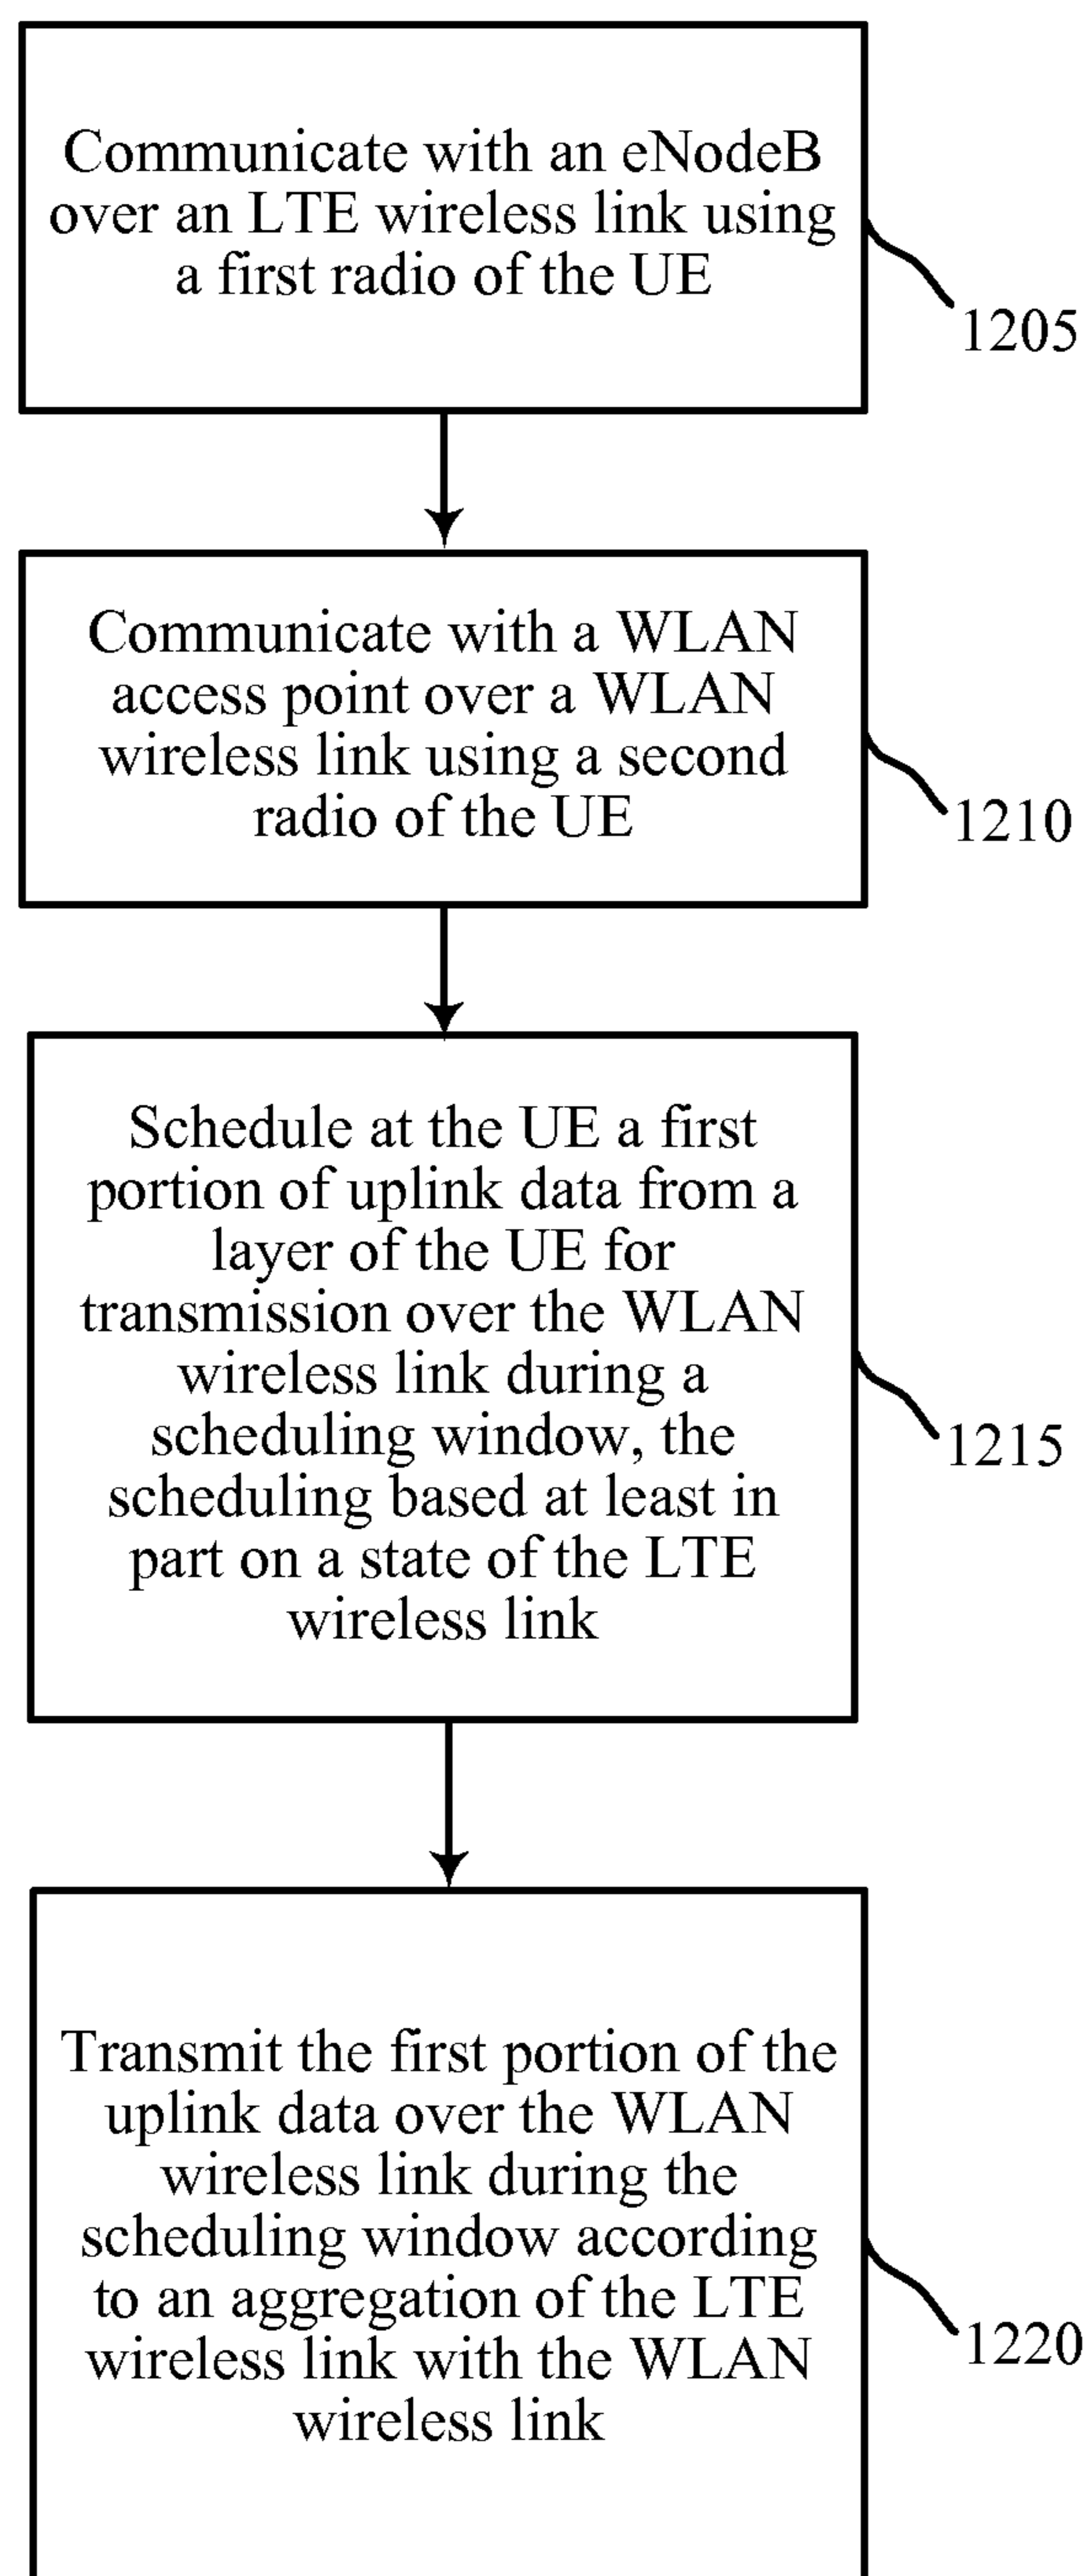 Communicate with an eNodeB
over an LTE wireless link using
a first radio of the UE
1205
Communicate with a WLAN
access point over a WLAN
wireless link using a second
radio of the UE
1210
Schedule at the UE a first
portion of uplink data from a
layer of the UE for
transmission over the WLAN
wireless link during a
scheduling window, the
scheduling based at least in
part on a state of the LTE
wireless link
1215
Transmit the first portion of the
uplink data over the WLAN
wireless link during the
scheduling window according
to an aggregation of the LTE
wireless link with the WLAN
wireless link
1220